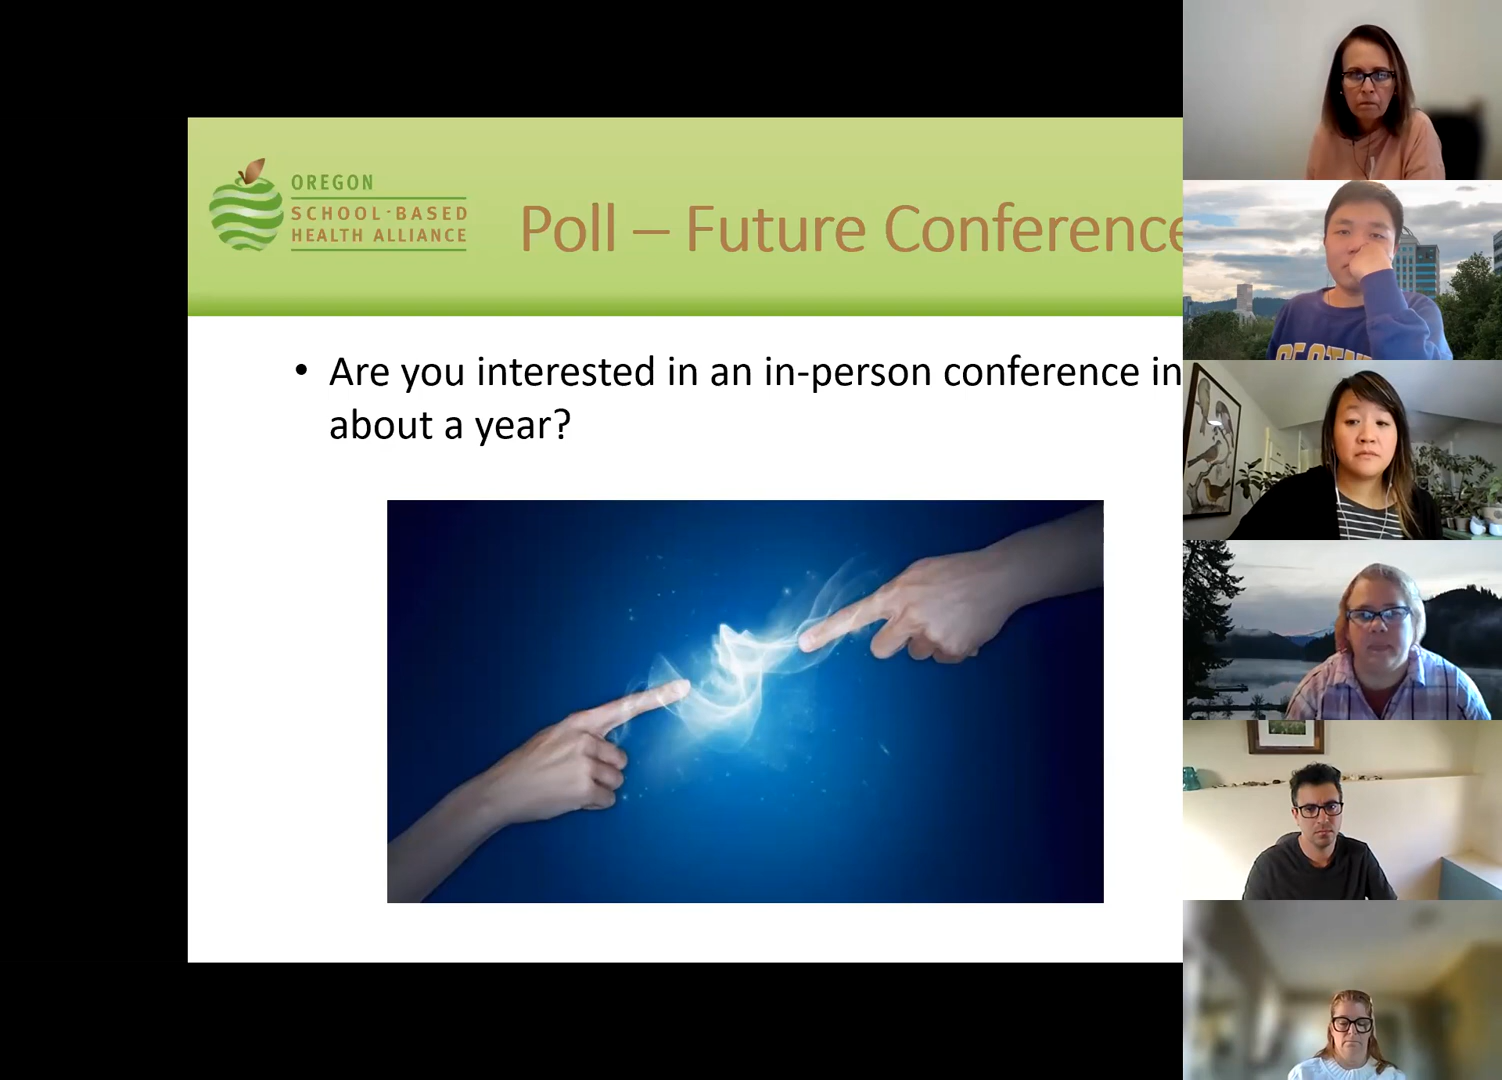 OREGON
SCHOOL-BASED
HEALTH ALLIANCE
Poll – Future Conference
• Are you interested in an in-person conference in
about a year?